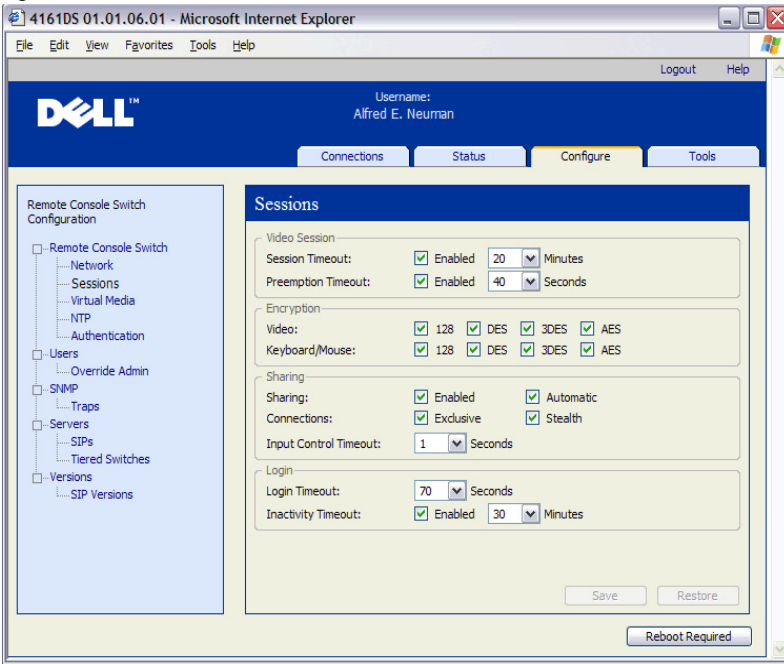 4161DS 01.01.06.01 - Microsoft Internet Explorer
File Edit View Favorites Tools Help
Logout Help
DELL™
Username:
Alfred E. Neuman
Connections Status Configure Tools
Remote Console Switch
Configuration
Remote Console Switch
Network
Sessions
Virtual Media
NTP
Authentication
Users
Override Admin
SNMP
Traps
Servers
SIPs
Tiered Switches
Versions
SIP Versions
Sessions
Video Session
Session Timeout: Enabled 20 Minutes
Preemption Timeout: Enabled 40 Seconds
Encryption
Video: 128 DES 3DES AES
Keyboard/Mouse: 128 DES 3DES AES
Sharing
Sharing: Enabled Automatic
Connections: Exclusive Stealth
Input Control Timeout: 1 Seconds
Login
Login Timeout: 70 Seconds
Inactivity Timeout: Enabled 30 Minutes
Save Restore
Reboot Required